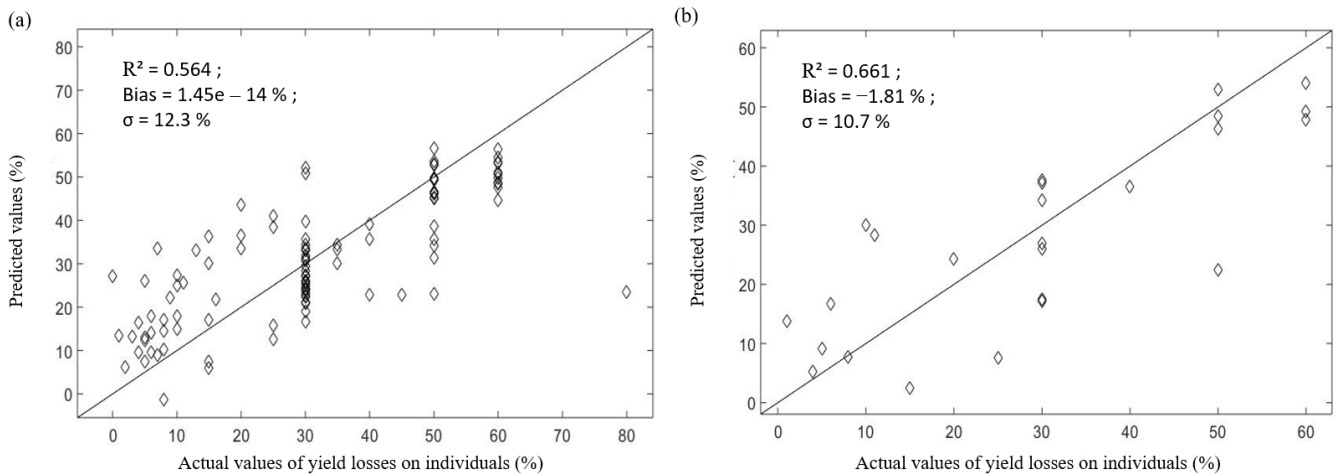 (a)
80
70
60
50
40
30
20
10
0
R² = 0.564 ;
Bias = 1.45e – 14 % ;
σ = 12.3 %
Predicted values (%)
0 10 20 30 40 50 60 70 80
Actual values of yield losses on individuals (%)
(b)
60
50
40
30
20
10
0
R² = 0.661 ;
Bias = −1.81 % ;
σ = 10.7 %
Predicted values (%)
0 10 20 30 40 50 60
Actual values of yield losses on individuals (%)